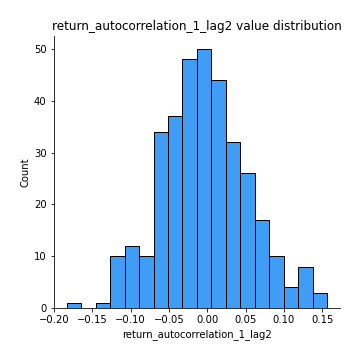 return_autocorrelation_1_lag2 value distribution
50
40
30
20
10
0
Count
−0.20 −0.15 −0.10 −0.05 0.00 0.05 0.10 0.15
return_autocorrelation_1_lag2